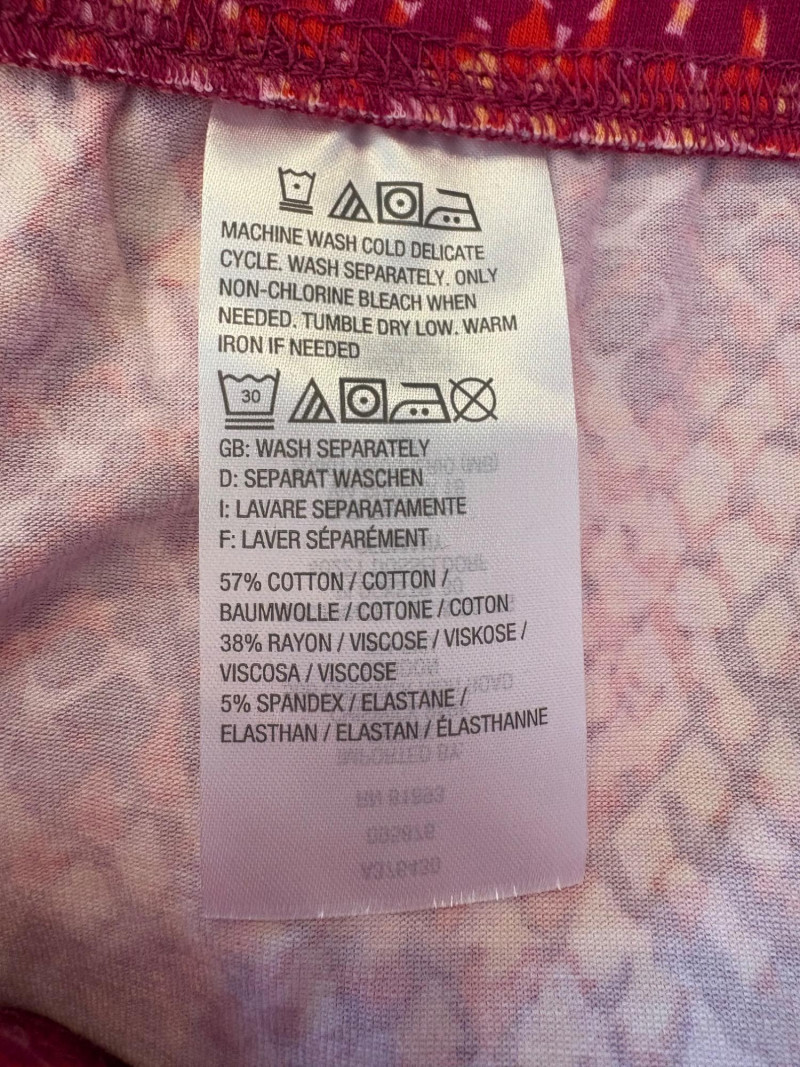 MACHINE WASH COLD DELICATE
CYCLE. WASH SEPARATELY. ONLY
NON-CHLORINE BLEACH WHEN
NEEDED. TUMBLE DRY LOW. WARM
IRON IF NEEDED
30
GB: WASH SEPARATELY
D: SEPARAT WASCHEN
I: LAVARE SEPARATAMENTE
F: LAVER SÉPARÉMENT
57% COTTON / COTTON /
BAUMWOLLE / COTONE / COTON
38% RAYON / VISCOSE / VISKOSE /
VISCOSA / VISCOSE
5% SPANDEX / ELASTANE /
ELASTHAN / ELASTAN / ÉLASTHANNE
IMPORTED BY